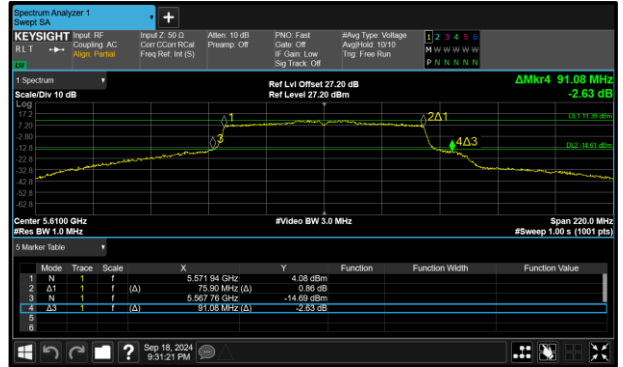 Spectrum Analyzer 1
Swept SA
+
KEYSIGHT
RLT
Input: RF
Coupling: AC
Align: Partial
Input Z: 50 Ω
Corr CCorr RCal
Freq Ref: Int (S)
Atten: 10 dB
Preamp: Off
PNO: Fast
Gate: Off
IF Gain: Low
Sig Track: Off
#Avg Type: Voltage
Avg|Hold: 10/10
Trig: Free Run
1 2 3 4 5 6
M W W W W W
P N N N N N
1 Spectrum
Scale/Div 10 dB
Ref Lvl Offset 27.20 dB
Ref Level 27.20 dBm
ΔMkr4 91.08 MHz
-2.63 dB
Log
17.2
7.20
-2.80
-12.8
-22.8
-32.8
-42.8
-52.8
-62.8
1
2Δ1
DL1 11.39 dBm
3
4Δ3
DL2 -14.61 dBm
Center 5.6100 GHz
#Video BW 3.0 MHz
Span 220.0 MHz
#Res BW 1.0 MHz
#Sweep 1.00 s (1001 pts)
5 Marker Table
Mode Trace Scale X Y Function Function Width Function Value
1 N 1 f 5.571 94 GHz 4.08 dBm
2 Δ1 1 f (Δ) 75.90 MHz (Δ) 0.86 dB
3 N 1 f 5.567 76 GHz -14.69 dBm
4 Δ3 1 f (Δ) 91.08 MHz (Δ) -2.63 dB
5
6
?
Sep 18, 2024
9:31:21 PM